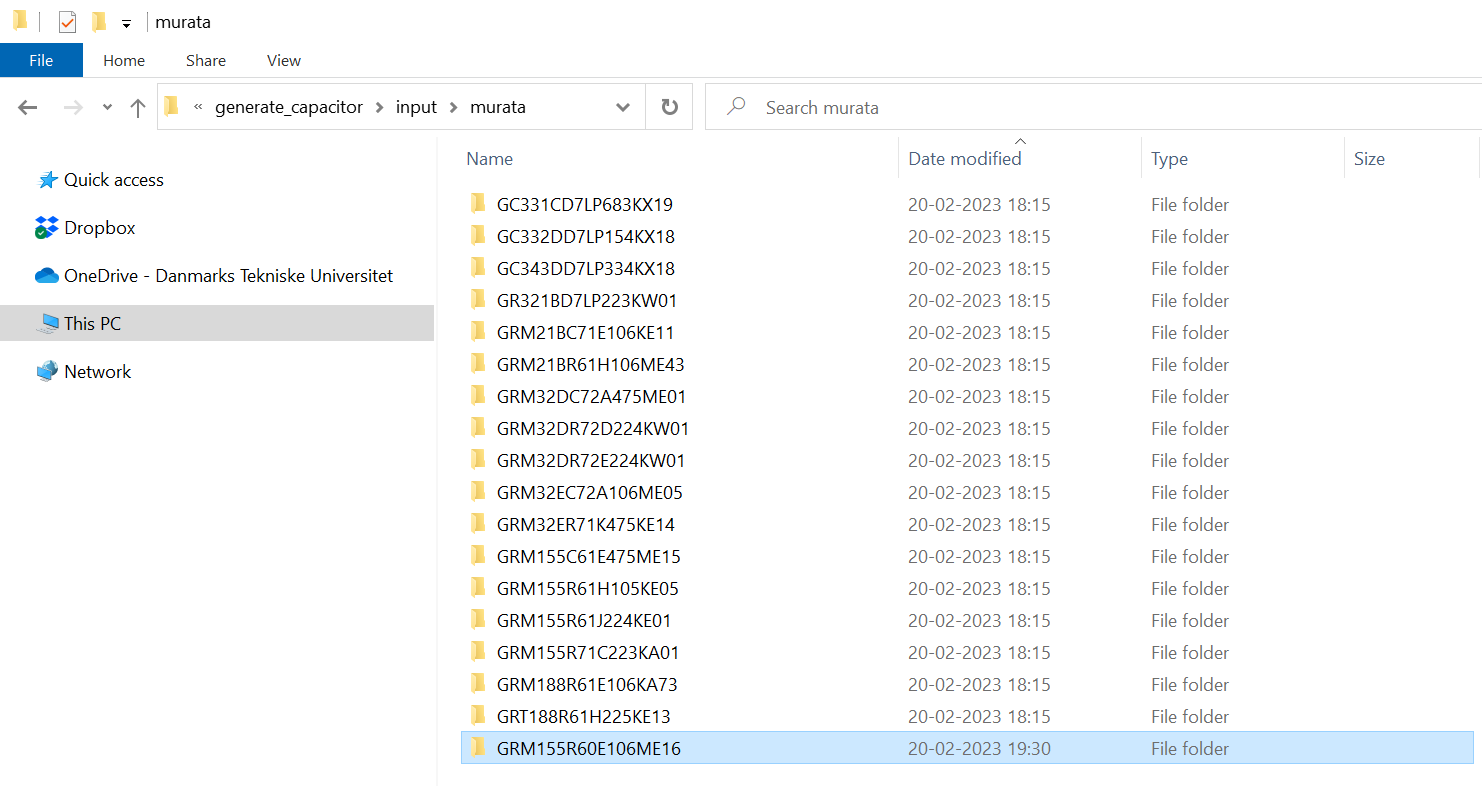 murata
File Home Share View
« generate_capacitor > input > murata Search murata
Quick access
Dropbox
OneDrive - Danmarks Tekniske Universitet
This PC
Network
Name Date modified Type Size
GC331CD7LP683KX19 20-02-2023 18:15 File folder
GC332DD7LP154KX18 20-02-2023 18:15 File folder
GC343DD7LP334KX18 20-02-2023 18:15 File folder
GR321BD7LP223KW01 20-02-2023 18:15 File folder
GRM21BC71E106KE11 20-02-2023 18:15 File folder
GRM21BR61H106ME43 20-02-2023 18:15 File folder
GRM32DC72A475ME01 20-02-2023 18:15 File folder
GRM32DR72D224KW01 20-02-2023 18:15 File folder
GRM32DR72E224KW01 20-02-2023 18:15 File folder
GRM32EC72A106ME05 20-02-2023 18:15 File folder
GRM32ER71K475KE14 20-02-2023 18:15 File folder
GRM155C61E475ME15 20-02-2023 18:15 File folder
GRM155R61H105KE05 20-02-2023 18:15 File folder
GRM155R61J224KE01 20-02-2023 18:15 File folder
GRM155R71C223KA01 20-02-2023 18:15 File folder
GRM188R61E106KA73 20-02-2023 18:15 File folder
GRT188R61H225KE13 20-02-2023 18:15 File folder
GRM155R60E106ME16 20-02-2023 19:30 File folder